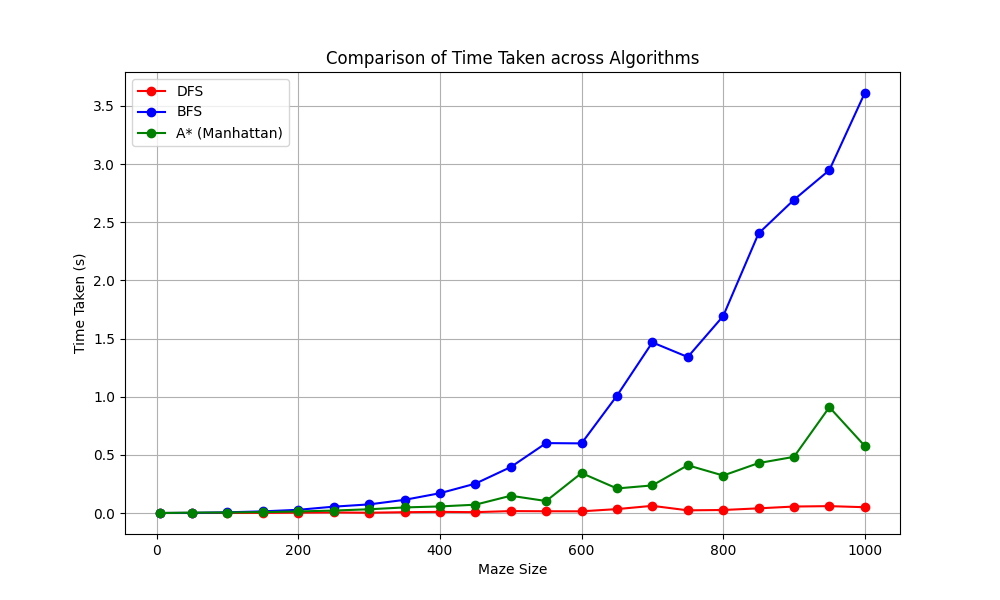 Comparison of Time Taken across Algorithms
DFS
BFS
A* (Manhattan)
Time Taken (s)
3.5
3.0
2.5
2.0
1.5
1.0
0.5
0.0
0 200 400 600 800 1000
Maze Size